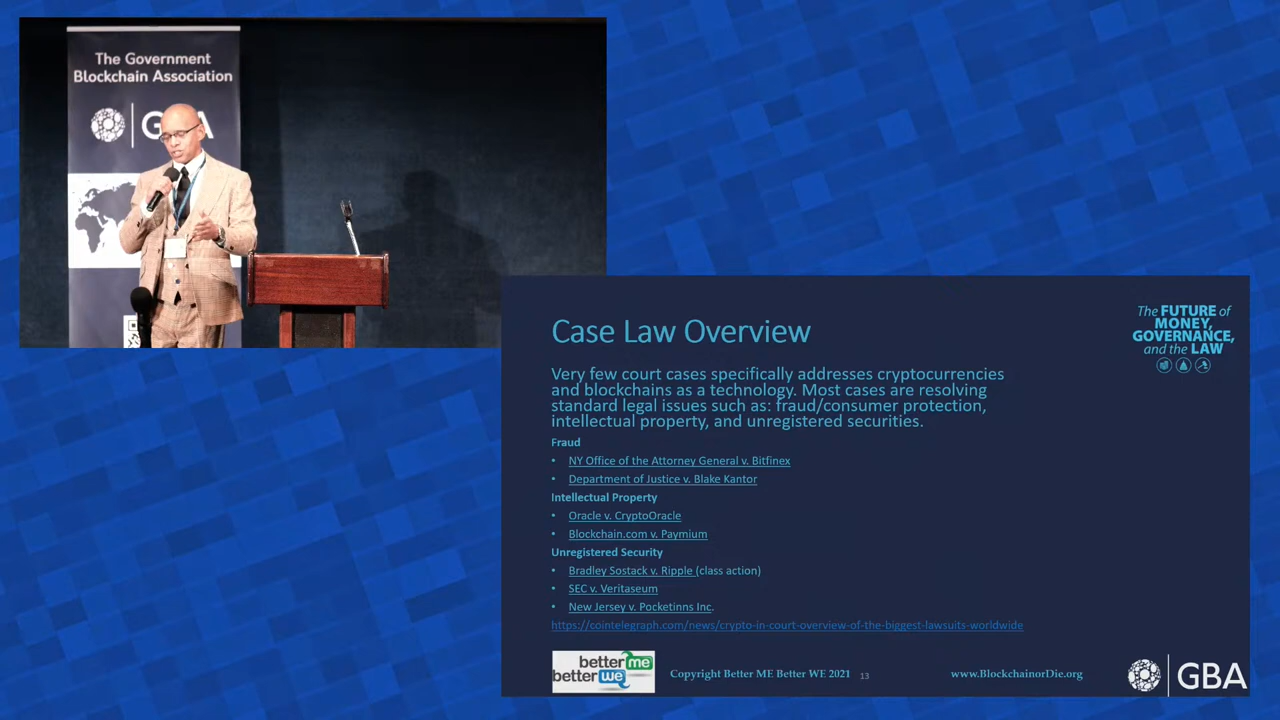 The Government
Blockchain Association
Case Law Overview
The FUTURE of
MONEY,
GOVERNANCE,
and the LAW
Very few court cases specifically addresses cryptocurrencies
and blockchains as a technology. Most cases are resolving
standard legal issues such as: fraud/consumer protection,
intellectual property, and unregistered securities.
Fraud
• NY Office of the Attorney General v. Bitfinex
• Department of Justice v. Blake Kantor
Intellectual Property
• Oracle v. CryptoOracle
• Blockchain.com v. Paymium
Unregistered Security
• Bradley Sostack v. Ripple (class action)
• SEC v. Veritaseum
• New Jersey v. Pocketinns Inc.
https://cointelegraph.com/news/crypto-in-court-overview-of-the-biggest-lawsuits-worldwide
better me
better we
Copyright Better ME Better WE 2021
13
www.BlockchainorDie.org
GBA